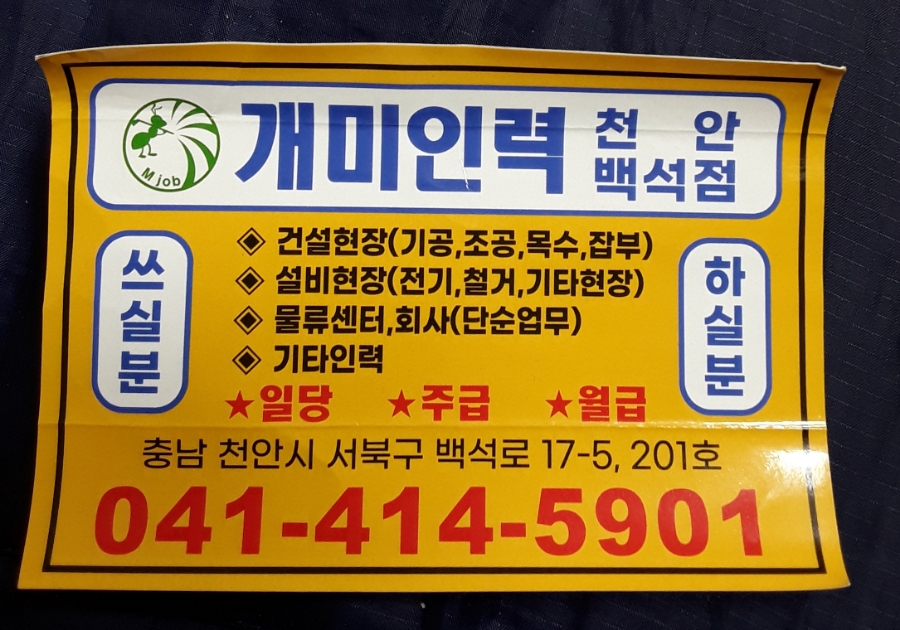 M job
개미인력
천 안
백석점
쓰실분
◈ 건설현장(기공,조공,목수,잡부)
◈ 설비현장(전기,철거,기타현장)
◈ 물류센터,회사(단순업무)
◈ 기타인력
하실분
★일당 ★주급 ★월급
충남 천안시 서북구 백석로 17-5, 201호
041-414-5901